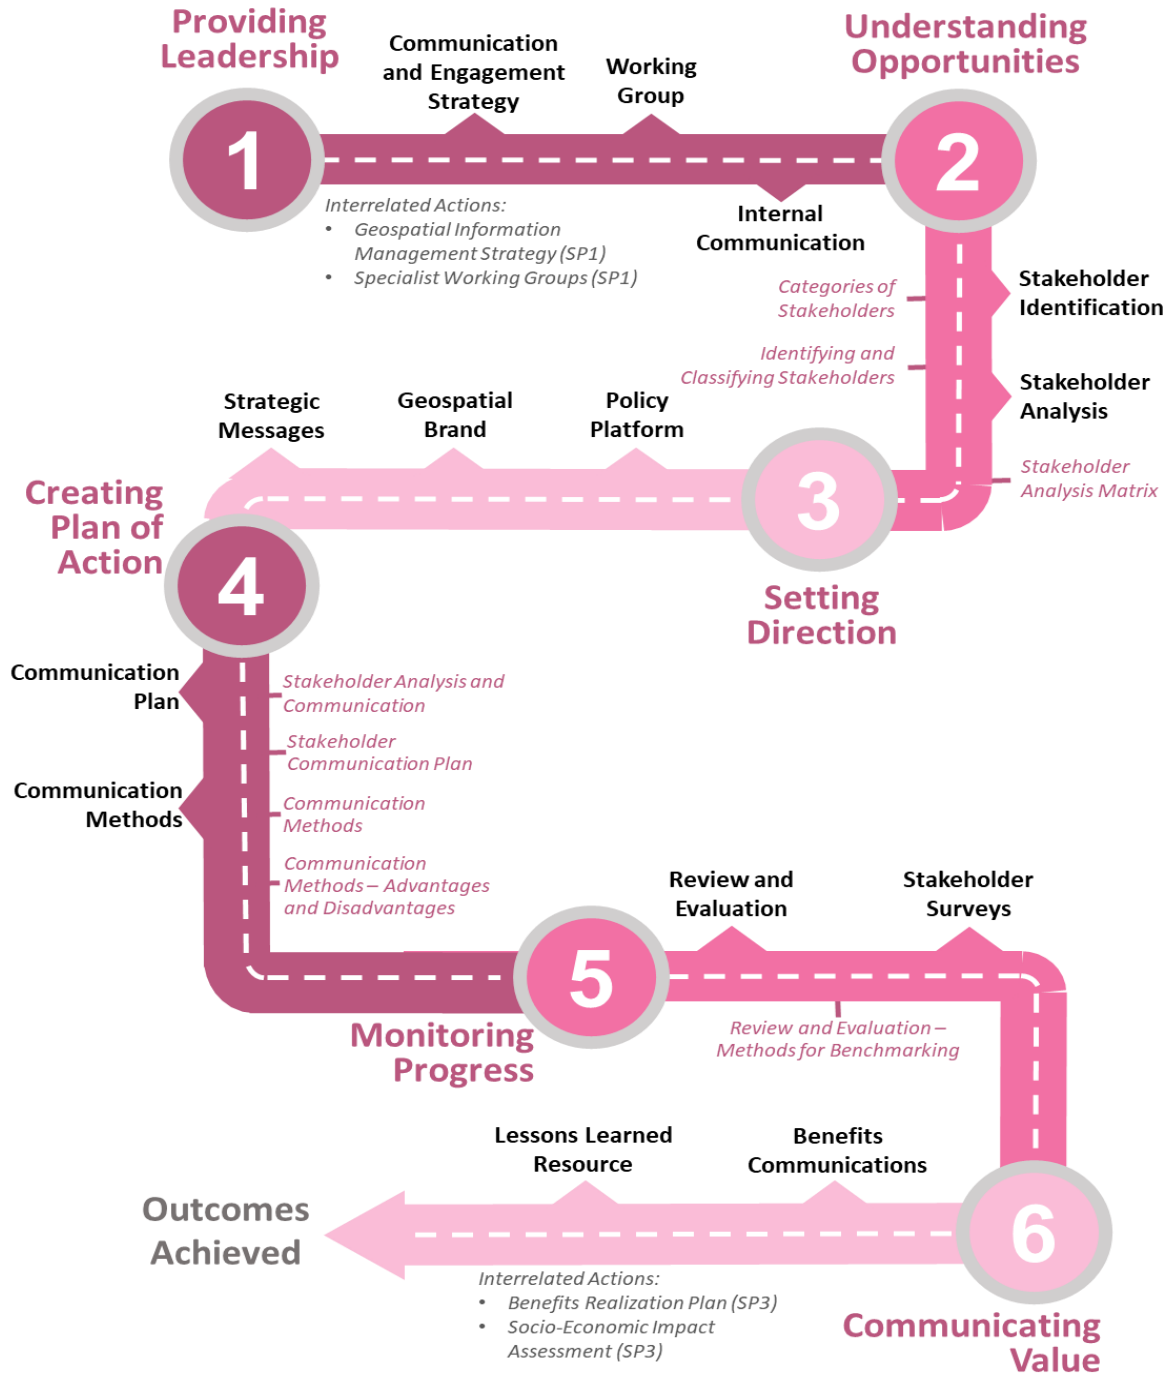 Providing
Leadership
1
Communication
and Engagement
Strategy
Working
Group
Internal
Communication
Interrelated Actions:
• Geospatial Information
Management Strategy (SP1)
• Specialist Working Groups (SP1)
Understanding
Opportunities
2
Stakeholder
Identification
Categories of
Stakeholders
Identifying and
Classifying Stakeholders
Stakeholder
Analysis
Stakeholder
Analysis Matrix
3
Setting
Direction
Policy
Platform
Geospatial
Brand
Strategic
Messages
Creating
Plan of
Action
4
Communication
Plan
Communication
Methods
Stakeholder Analysis and
Communication
Stakeholder
Communication Plan
Communication
Methods
Communication
Methods – Advantages
and Disadvantages
5
Monitoring
Progress
Review and
Evaluation
Stakeholder
Surveys
Review and Evaluation –
Methods for Benchmarking
6
Communicating
Value
Benefits
Communications
Lessons Learned
Resource
Interrelated Actions:
• Benefits Realization Plan (SP3)
• Socio-Economic Impact
Assessment (SP3)
Outcomes
Achieved